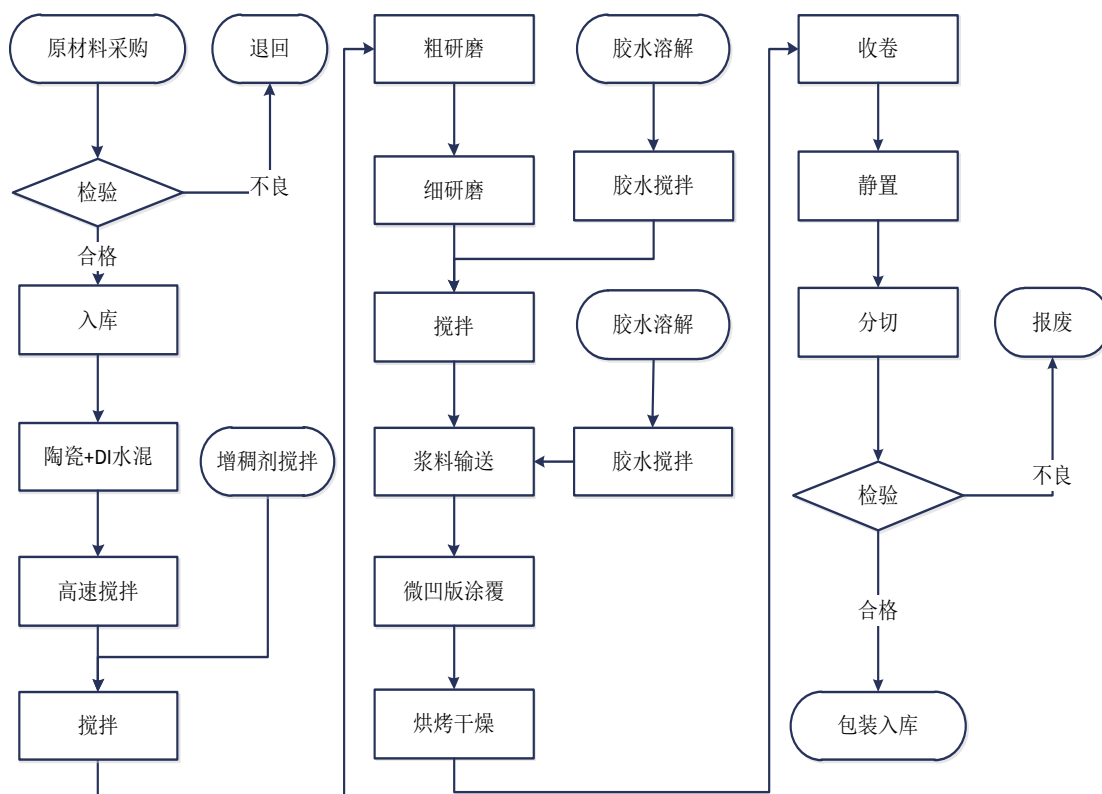 原材料采购
退回
检验
不良
合格
入库
陶瓷+DI水混
增稠剂搅拌
高速搅拌
搅拌
粗研磨
胶水溶解
细研磨
胶水搅拌
搅拌
胶水溶解
浆料输送
胶水搅拌
微凹版涂覆
烘烤干燥
收卷
静置
分切
报废
检验
不良
合格
包装入库